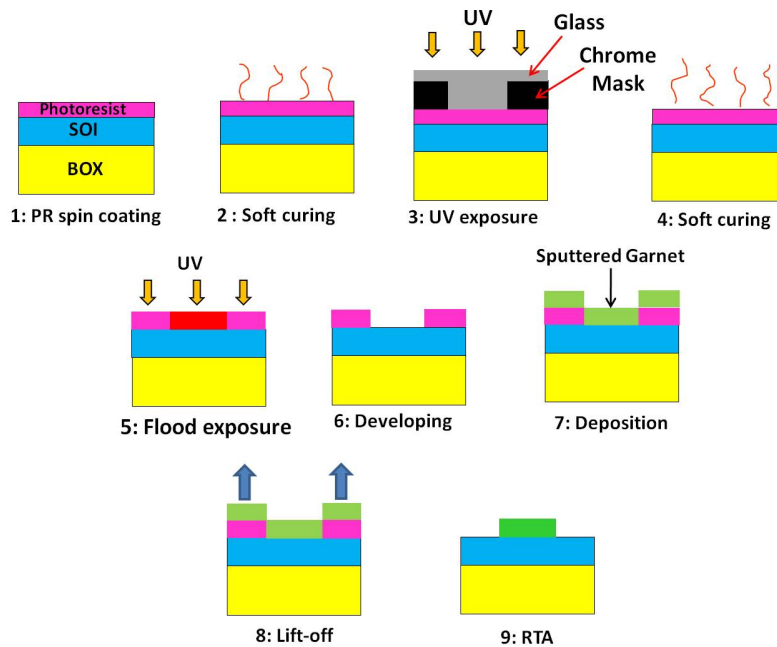 UV
Glass
Chrome
Mask
Photoresist
SOI
BOX
1: PR spin coating
2 : Soft curing
3: UV exposure
4: Soft curing
UV
Sputtered Garnet
5: Flood exposure
6: Developing
7: Deposition
8: Lift-off
9: RTA